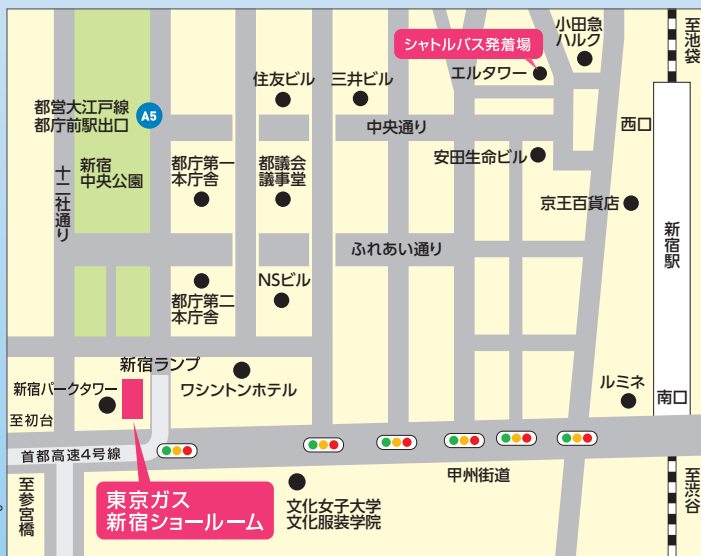 小田急
ハルク
至池袋
シャトルバス発着場
エルタワー
住友ビル
三井ビル
都営大江戸線
都庁前駅出口
A5
中央通り
西口
新宿
中央公園
都庁第一
本庁舎
都議会
議事堂
安田生命ビル
十二社通り
京王百貨店
新宿駅
ふれあい通り
都庁第二
本庁舎
NSビル
新宿ランプ
新宿パークタワー
ワシントンホテル
ルミネ
南口
至初台
首都高速4号線
甲州街道
至参宮橋
東京ガス
新宿ショールーム
文化女子大学
文化服装学院
至渋谷